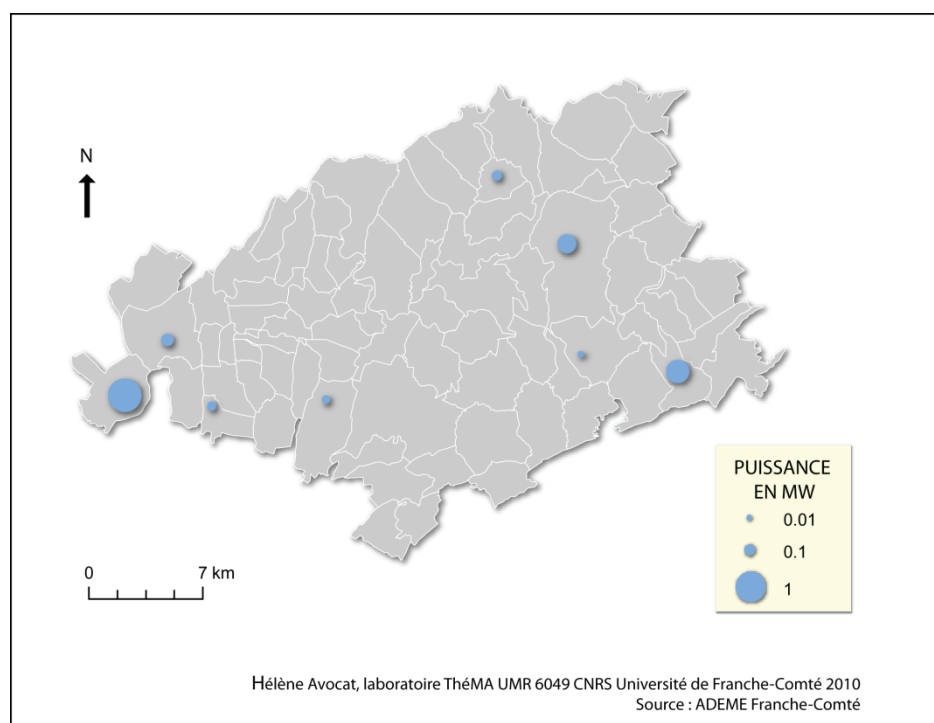 N
0 7 km
PUISSANCE
EN MW
0.01
0.1
1
Hélène Avocat, laboratoire ThéMA UMR 6049 CNRS Université de Franche-Comté 2010
Source : ADEME Franche-Comté